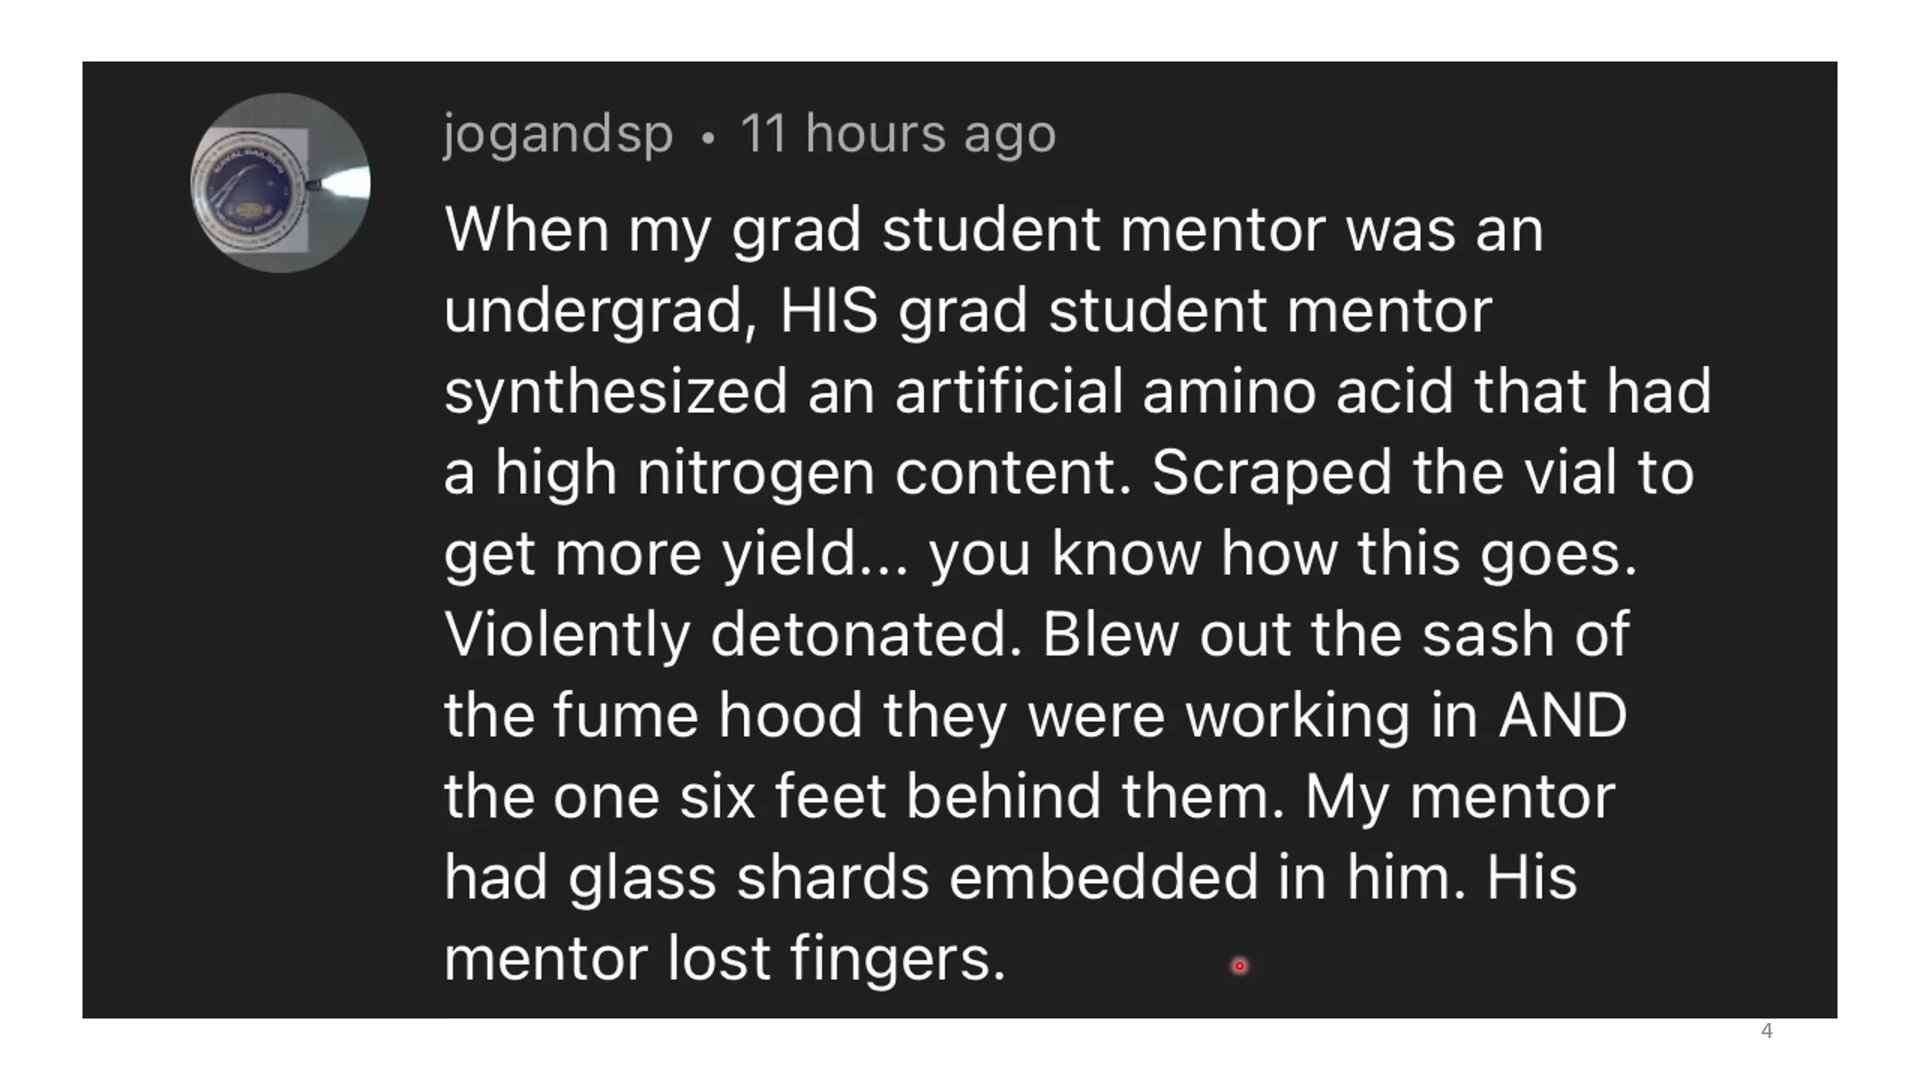 jogandsp • 11 hours ago
When my grad student mentor was an
undergrad, HIS grad student mentor
synthesized an artificial amino acid that had
a high nitrogen content. Scraped the vial to
get more yield... you know how this goes.
Violently detonated. Blew out the sash of
the fume hood they were working in AND
the one six feet behind them. My mentor
had glass shards embedded in him. His
mentor lost fingers.
4